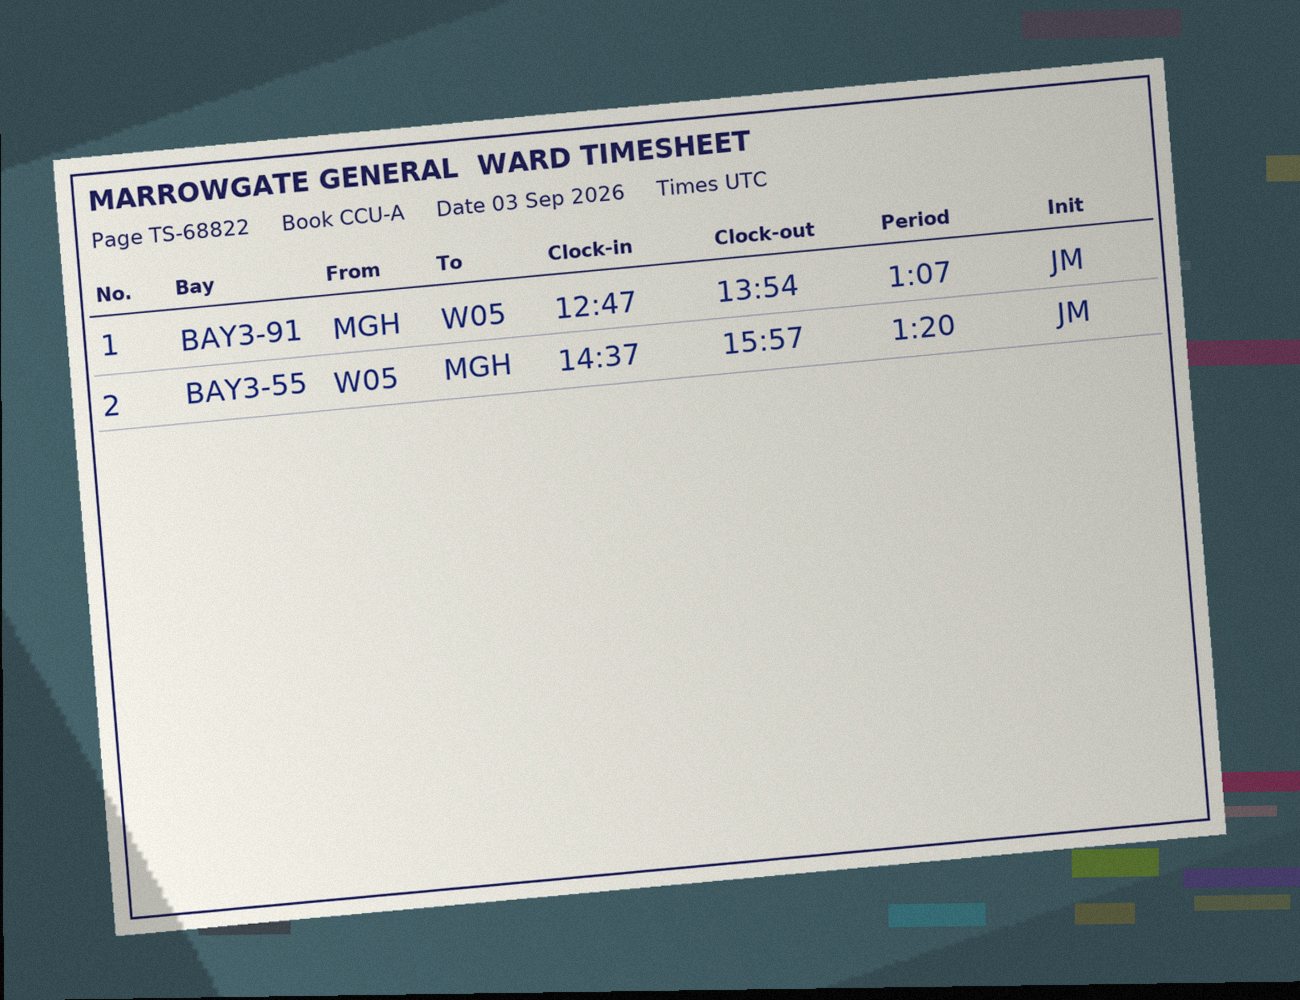 MARROWGATE GENERAL WARD TIMESHEET
Page TS-68822 Book CCU-A Date 03 Sep 2026 Times UTC
No. Bay From To Clock-in Clock-out Period Init
1 BAY3-91 MGH W05 12:47 13:54 1:07 JM
2 BAY3-55 W05 MGH 14:37 15:57 1:20 JM